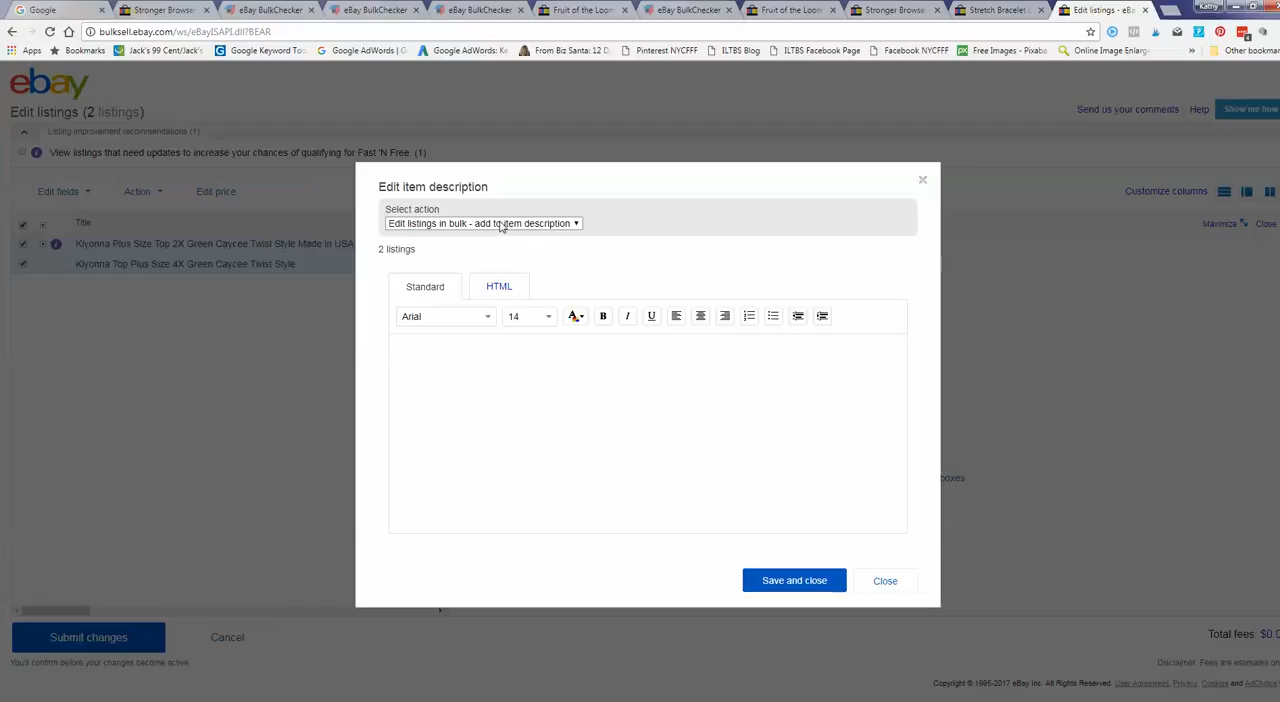 Google
Stronger Browse
eBay BulkChecker
eBay BulkChecker
eBay BulkChecker
Fruit of the Loom
eBay BulkChecker
Fruit of the Loom
Stronger Browse
Stretch Bracelet L
Edit listings - eBa
Kathy
bulksell.ebay.com/ws/eBayISAPI.dll?BEAR
Apps
Bookmarks
Jack's 99 Cent/Jack's
Google Keyword Too
Google AdWords | G
Google AdWords: Ke
From Biz Santa: 12 D
Pinterest NYCFFF
ILTBS Blog
ILTBS Facebook Page
Facebook NYCFFF
Free Images - Pixaba
Online Image Enlarg
»
Other bookmar
ebay
Edit listings (2 listings)
Send us your comments
Help
Show me how
Listing improvement recommendations (1)
View listings that need updates to increase your chances of qualifying for Fast 'N Free. (1)
Edit fields
Action
Edit price
Customize columns
Title
Maximize
Close
Kiyonna Plus Size Top 2X Green Caycee Twist Style Made in USA
Kiyonna Top Plus Size 4X Green Caycee Twist Style
Edit item description
Select action
Edit listings in bulk - add to item description
2 listings
Standard
HTML
Arial
14
A
B
I
U
boxes
Save and close
Close
Submit changes
Cancel
Total fees: $0.0
You'll confirm before your changes become active.
Disclaimer: Fees are estimates on
Copyright © 1995-2017 eBay Inc. All Rights Reserved. User Agreement, Privacy, Cookies and AdChoice